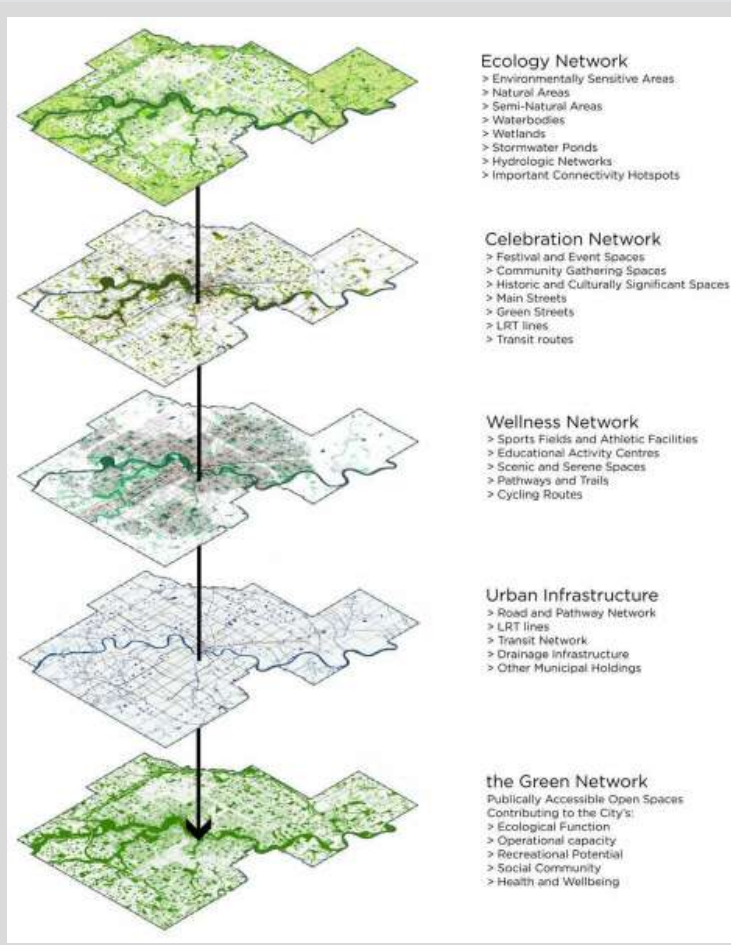 Ecology Network
> Environmentally Sensitive Areas
> Natural Areas
> Semi-Natural Areas
> Waterbodies
> Wetlands
> Stormwater Ponds
> Hydrologic Networks
> Important Connectivity Hotspots
Celebration Network
> Festival and Event Spaces
> Community Gathering Spaces
> Historic and Culturally Significant Spaces
> Main Streets
> Green Streets
> LRT lines
> Transit routes
Wellness Network
> Sports Fields and Athletic Facilities
> Educational Activity Centres
> Scenic and Serene Spaces
> Pathways and Trails
> Cycling Routes
Urban Infrastructure
> Road and Pathway Network
> LRT lines
> Transit Network
> Drainage Infrastructure
> Other Municipal Holdings
the Green Network
Publically Accessible Open Spaces
Contributing to the City's:
> Ecological Function
> Operational capacity
> Recreational Potential
> Social Community
> Health and Wellbeing